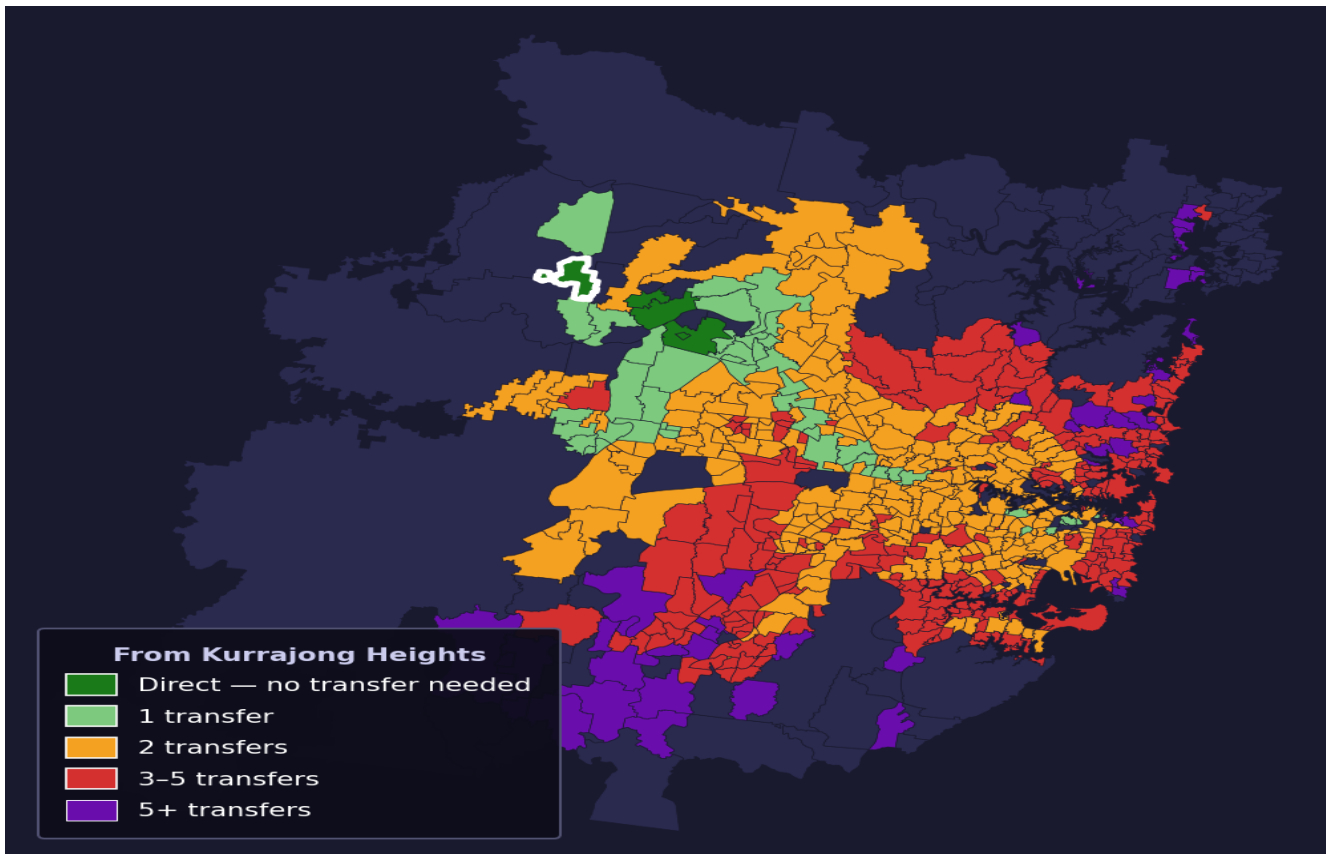 From Kurrajong Heights
Direct — no transfer needed
1 transfer
2 transfers
3–5 transfers
5+ transfers